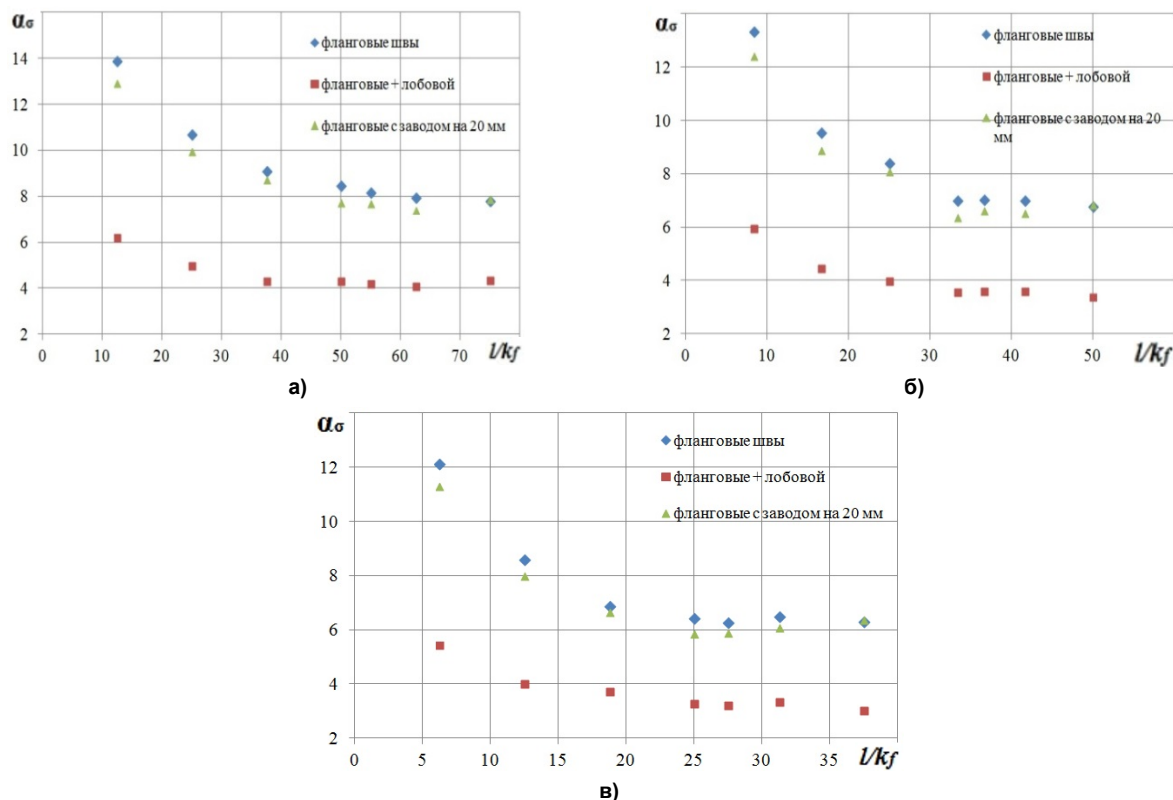 ασ
14
12
10
8
6
4
2
0 10 20 30 40 50 60 70 l/kf
фланговые швы
фланговые + лобовой
фланговые с заводом на 20 мм
а)
ασ
12
10
8
6
4
2
0 10 20 30 40 50 l/kf
фланговые швы
фланговые + лобовой
фланговые с заводом на 20
мм
б)
ασ
12
10
8
6
4
2
0 5 10 15 20 25 30 35 l/kf
фланговые швы
фланговые + лобовой
фланговые с заводом на 20 мм
в)